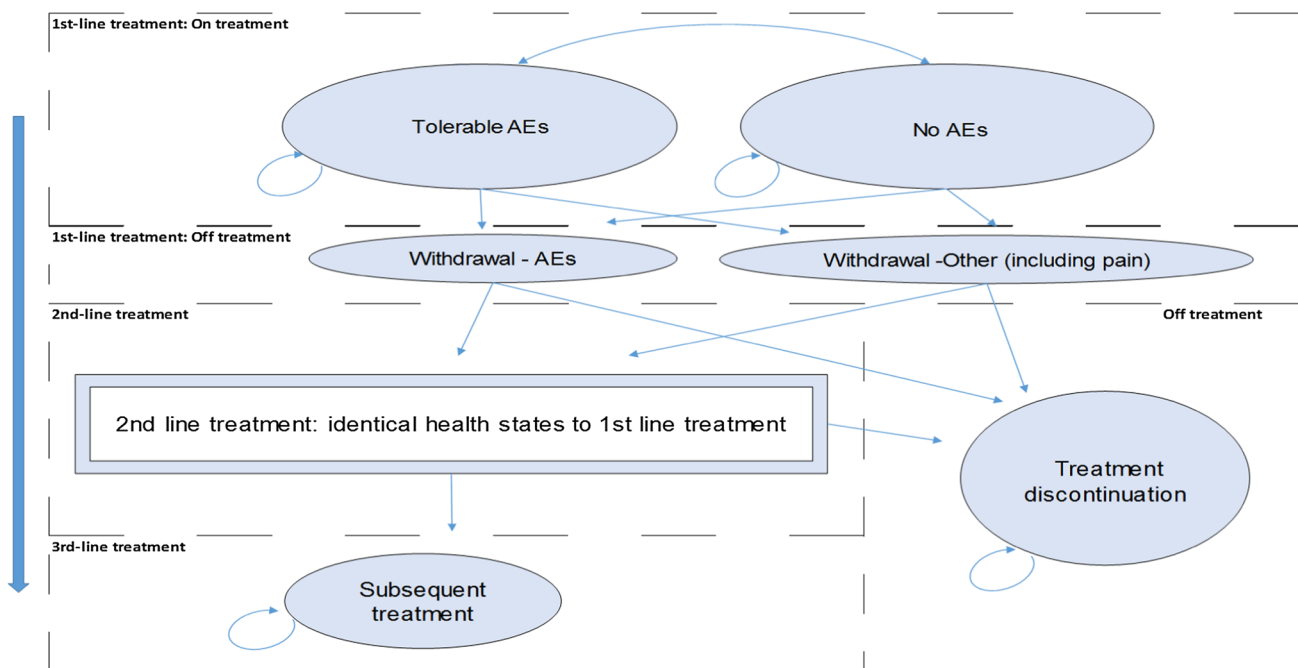 1st-line treatment: On treatment
Tolerable AEs
No AEs
1st-line treatment: Off treatment
Withdrawal - AEs
Withdrawal -Other (including pain)
2nd-line treatment
Off treatment
2nd line treatment: identical health states to 1st line treatment
Treatment
discontinuation
3rd-line treatment
Subsequent
treatment